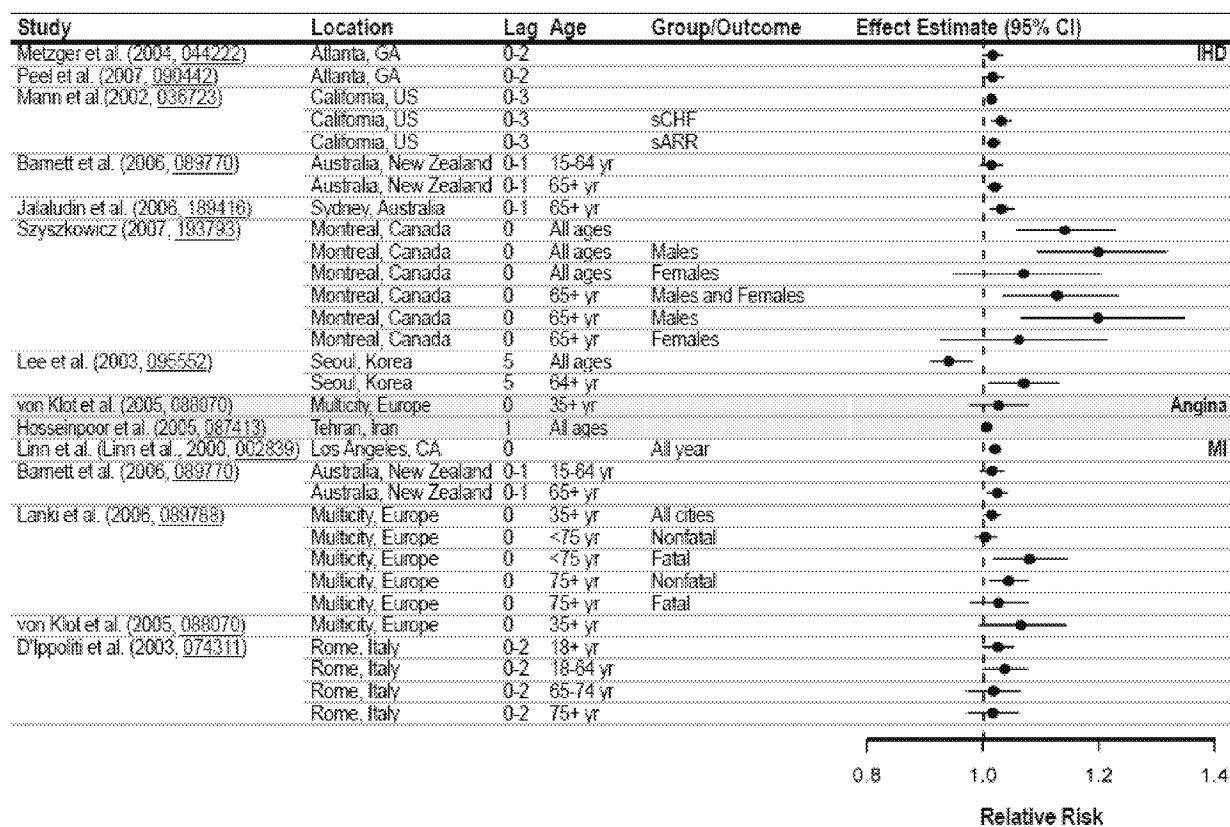 Study Location Lag Age Group/Outcome Effect Estimate (95% CI)
Metzger et al. (2004, 044222) Atlanta, GA 0-2 IHD
Peel et al. (2007, 090442) Atlanta, GA 0-2
Mann et al.(2002, 036723) California, US 0-3
California, US 0-3 sCHF
California, US 0-3 sARR
Barnett et al. (2006, 089770) Australia, New Zealand 0-1 15-64 yr
Australia, New Zealand 0-1 65+ yr
Jalaludin et al. (2006, 189416) Sydney, Australia 0-1 65+ yr
Szyszkowicz (2007, 193793) Montreal, Canada 0 All ages
Montreal, Canada 0 All ages Males
Montreal, Canada 0 All ages Females
Montreal, Canada 0 65+ yr Males and Females
Montreal, Canada 0 65+ yr Males
Montreal, Canada 0 65+ yr Females
Lee et al. (2003, 095552) Seoul, Korea 5 All ages
Seoul, Korea 5 64+ yr
von Klot et al. (2005, 088070) Multicity, Europe 0 35+ yr Angina
Hosseinpoor et al. (2005, 087413) Tehran, Iran 1 All ages
Linn et al. (Linn et al., 2000, 002839) Los Angeles, CA 0 All year MI
Barnett et al. (2006, 089770) Australia, New Zealand 0-1 15-64 yr
Australia, New Zealand 0-1 65+ yr
Lanki et al. (2006, 089788) Multicity, Europe 0 35+ yr All cities
Multicity, Europe 0 <75 yr Nonfatal
Multicity, Europe 0 <75 yr Fatal
Multicity, Europe 0 75+ yr Nonfatal
Multicity, Europe 0 75+ yr Fatal
von Klot et al. (2005, 088070) Multicity, Europe 0 35+ yr
D'Ippoliti et al. (2003, 074311) Rome, Italy 0-2 18+ yr
Rome, Italy 0-2 18-64 yr
Rome, Italy 0-2 65-74 yr
Rome, Italy 0-2 75+ yr
0.8 1.0 1.2 1.4
Relative Risk